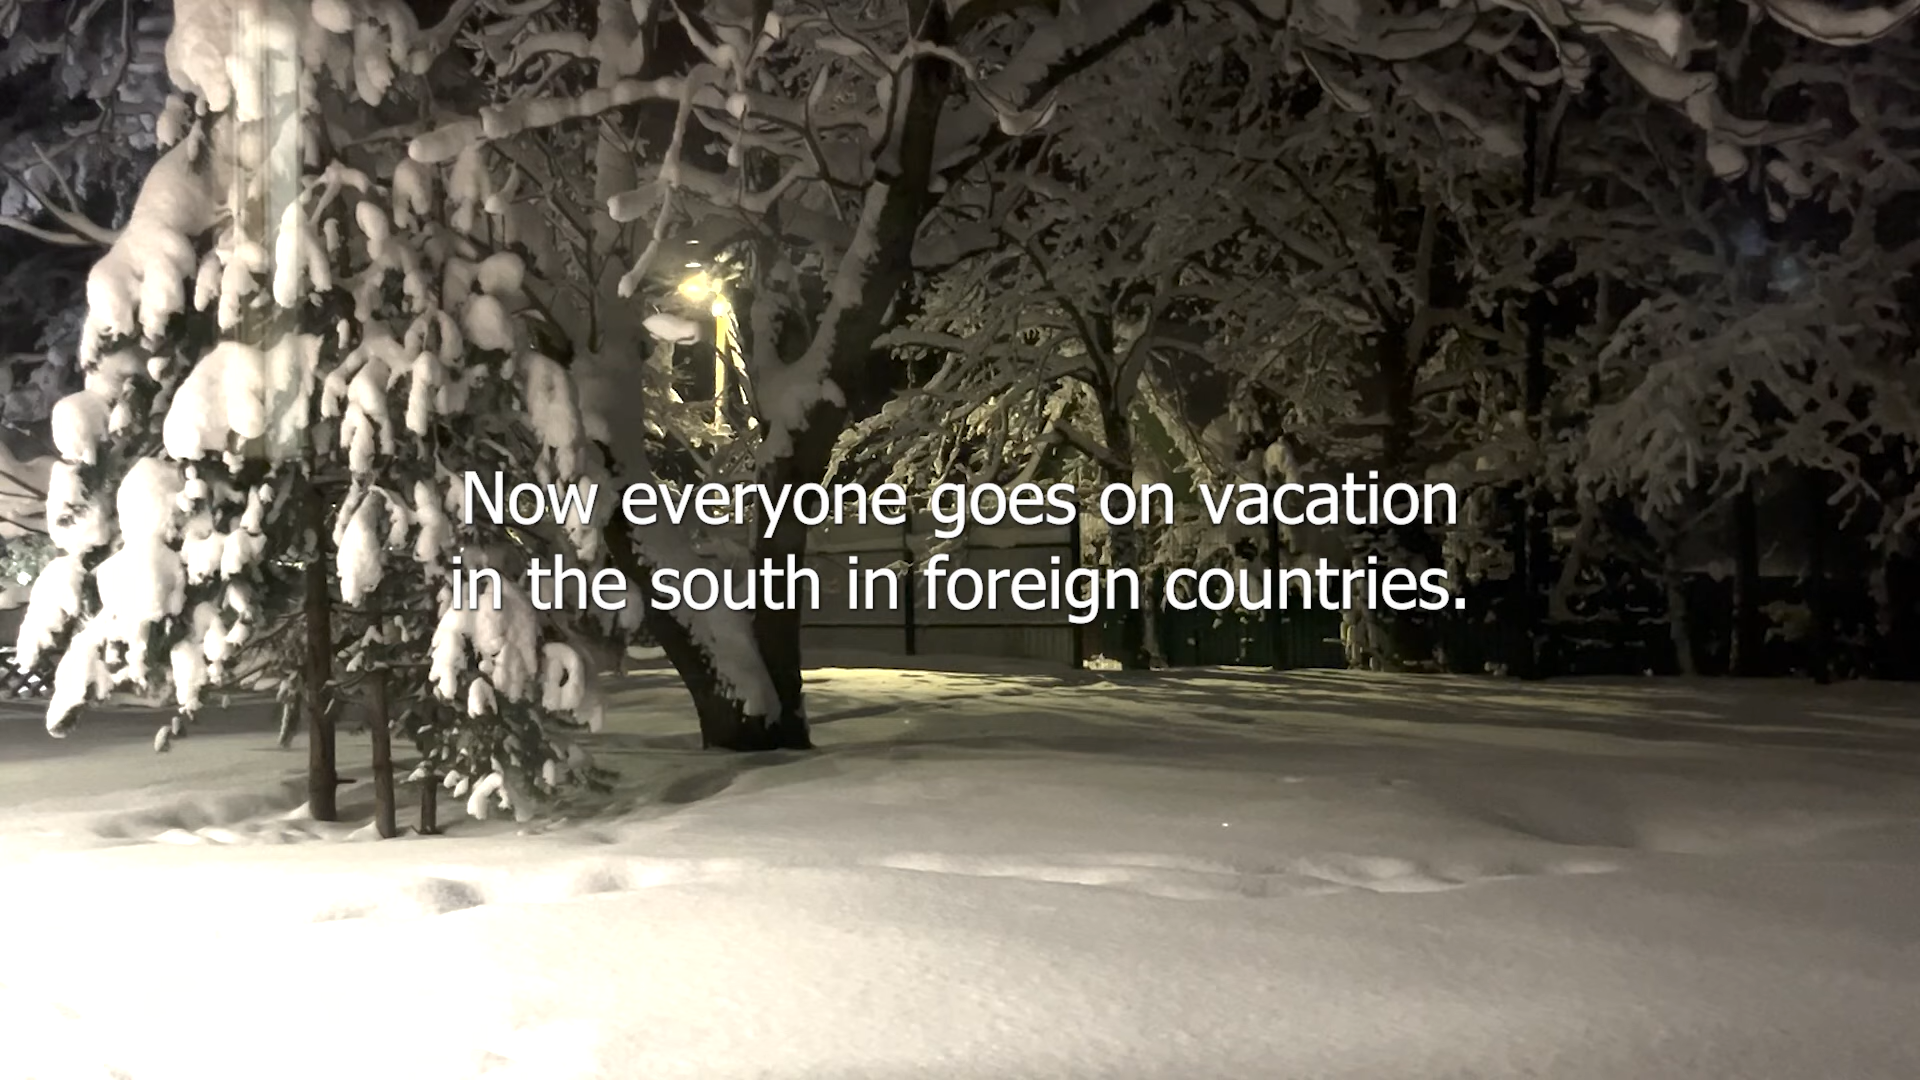 Now everyone goes on vacation
in the south in foreign countries.